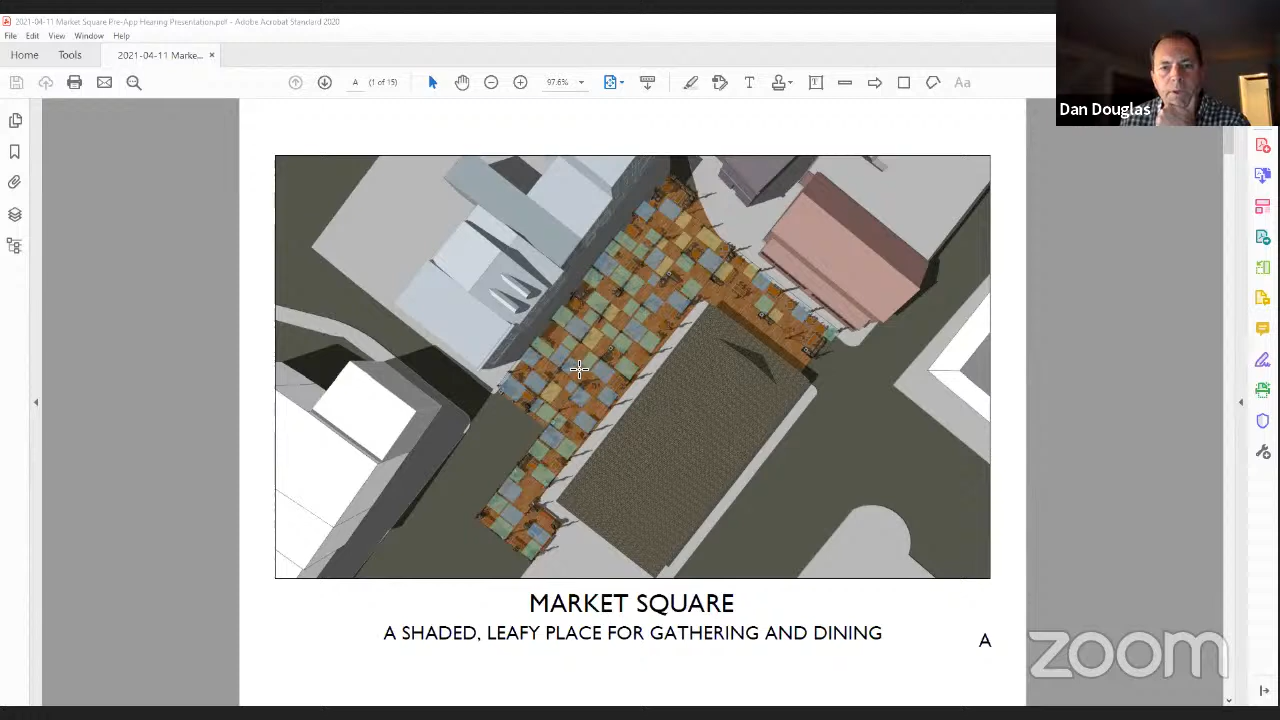 2021-04-11 Market Square Pre-App Hearing Presentation.pdf - Adobe Acrobat Standard 2020
File Edit View Window Help
Home Tools 2021-04-11 Marke... ×
A (1 of 15) 97.6% Aa
Dan Douglas
MARKET SQUARE
A SHADED, LEAFY PLACE FOR GATHERING AND DINING
A
zoom